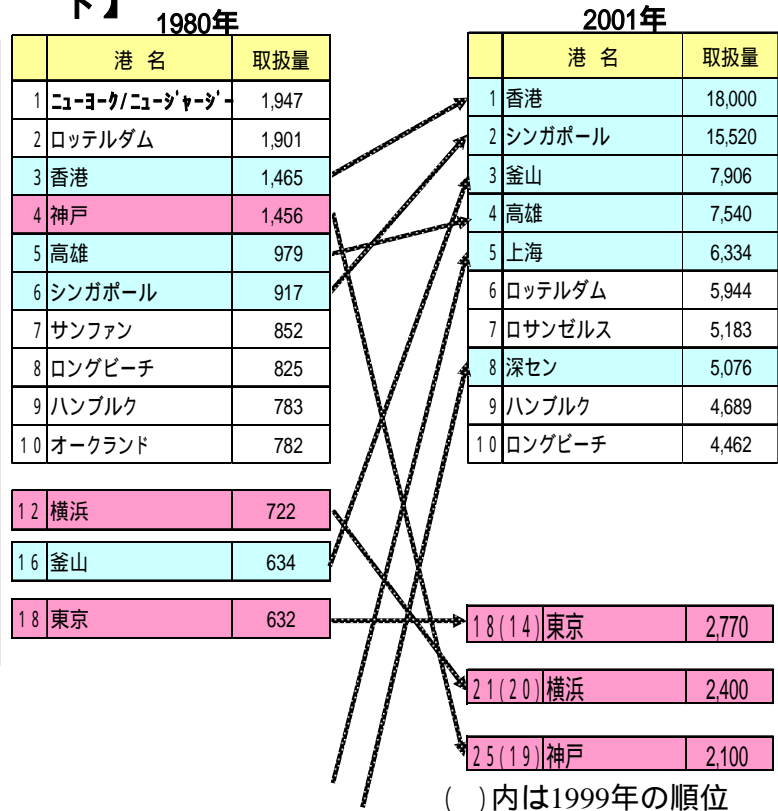 ド】
1980年
港 名 取扱量
1 ニューヨーク/ニュージャージー 1,947
2 ロッテルダム 1,901
3 香港 1,465
4 神戸 1,456
5 高雄 979
6 シンガポール 917
7 サンファン 852
8 ロングビーチ 825
9 ハンブルク 783
10 オークランド 782
12 横浜 722
16 釜山 634
18 東京 632
2001年
港 名 取扱量
1 香港 18,000
2 シンガポール 15,520
3 釜山 7,906
4 高雄 7,540
5 上海 6,334
6 ロッテルダム 5,944
7 ロサンゼルス 5,183
8 深セン 5,076
9 ハンブルク 4,689
10 ロングビーチ 4,462
18(14) 東京 2,770
21(20) 横浜 2,400
25(19) 神戸 2,100
( )内は1999年の順位